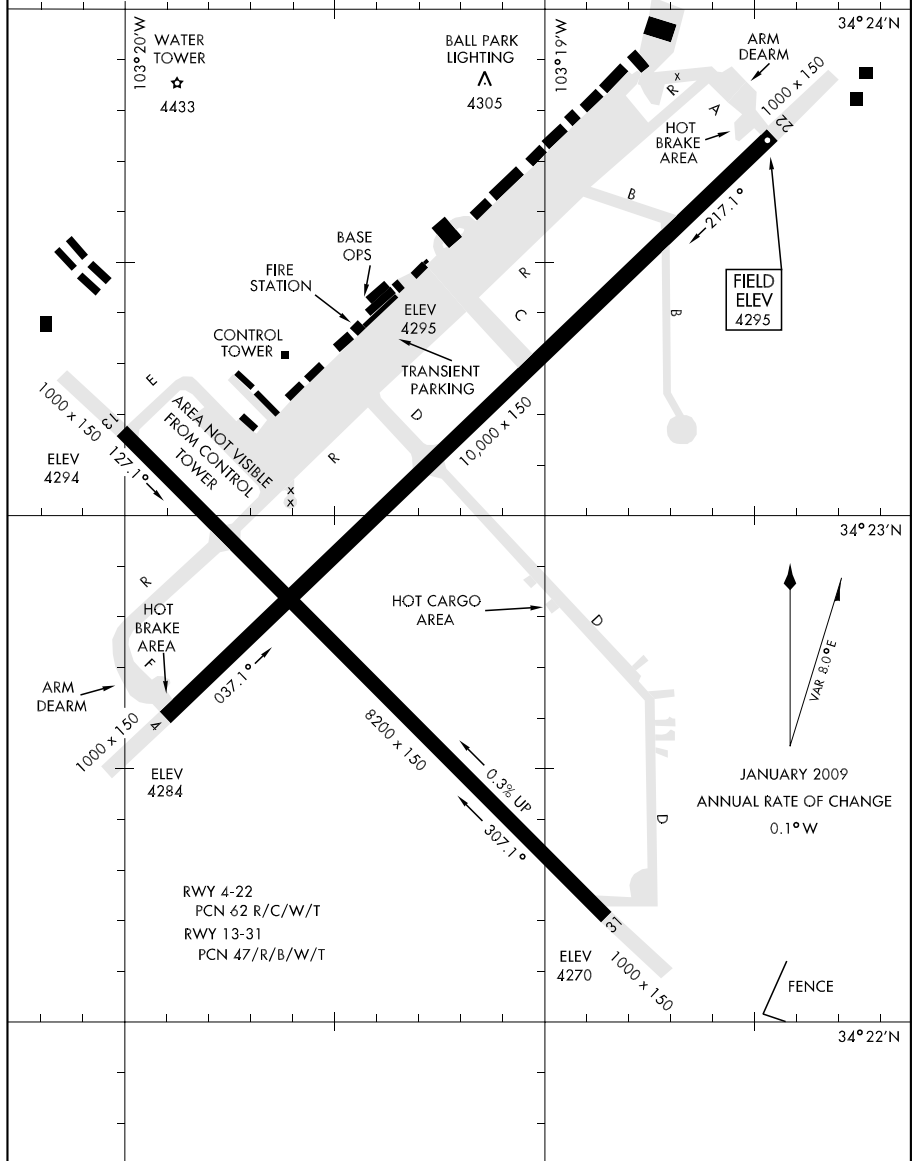 103°20'W
WATER
TOWER
4433
BALL PARK
LIGHTING
4305
103°19'W
ARM
DEARM
34°24'N
1000 x 150
22
R
x
A
HOT
BRAKE
AREA
B
217.1°
BASE
OPS
FIRE
STATION
R
FIELD
ELEV
4295
ELEV
4295
C
B
CONTROL
TOWER
TRANSIENT
PARKING
E
1000 x 150
13
AREA NOT VISIBLE
FROM CONTROL
TOWER
D
10,000 x 150
ELEV
4294
127.1°
R
x
x
34°23'N
R
HOT
BRAKE
AREA
HOT CARGO
AREA
D
F
ARM
DEARM
037.1°
VAR 8.0°E
1000 x 150
4
8200 x 150
ELEV
4284
0.3% UP
307.1°
D
JANUARY 2009
ANNUAL RATE OF CHANGE
0.1°W
RWY 4-22
PCN 62 R/C/W/T
RWY 13-31
PCN 47/R/B/W/T
31
ELEV
4270
1000 x 150
FENCE
34°22'N